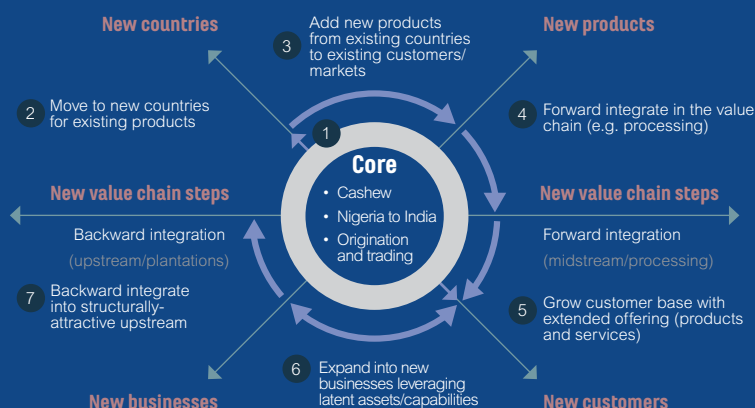 New countries
3
Add new products
from existing countries
to existing customers/
markets
New products
2
Move to new countries
for existing products
1
4
Forward integrate in the value
chain (e.g. processing)
Core
• Cashew
• Nigeria to India
• Origination
and trading
New value chain steps
Backward integration
(upstream/plantations)
New value chain steps
Forward integration
(midstream/processing)
7
Backward integrate
into structurally-
attractive upstream
5
Grow customer base with
extended offering (products
and services)
6
Expand into new
businesses leveraging
latent assets/capabilities
New businesses
New customers